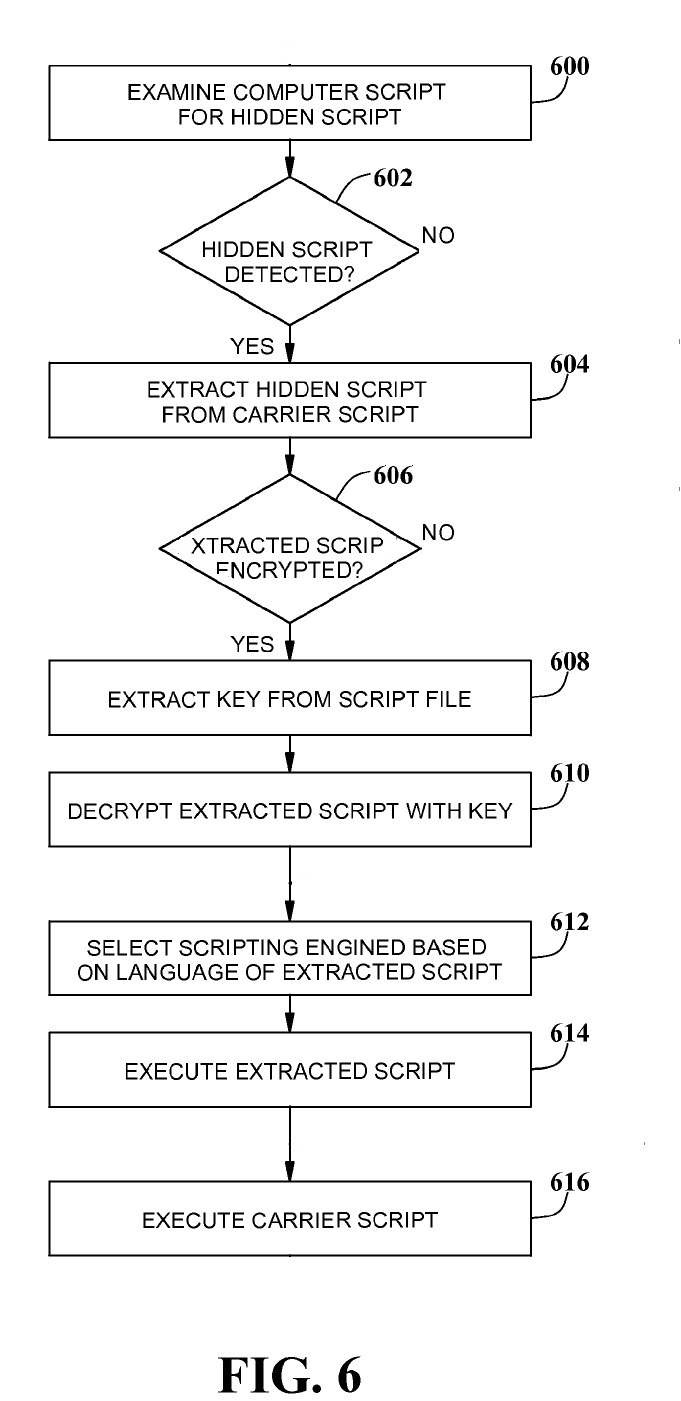 600
EXAMINE COMPUTER SCRIPT
FOR HIDDEN SCRIPT
602
NO
HIDDEN SCRIPT
DETECTED?
YES
604
EXTRACT HIDDEN SCRIPT
FROM CARRIER SCRIPT
606
NO
XTRACTED SCRIP
ENCRYPTED?
YES
608
EXTRACT KEY FROM SCRIPT FILE
610
DECRYPT EXTRACTED SCRIPT WITH KEY
612
SELECT SCRIPTING ENGINED BASED
ON LANGUAGE OF EXTRACTED SCRIPT
614
EXECUTE EXTRACTED SCRIPT
616
EXECUTE CARRIER SCRIPT
FIG. 6